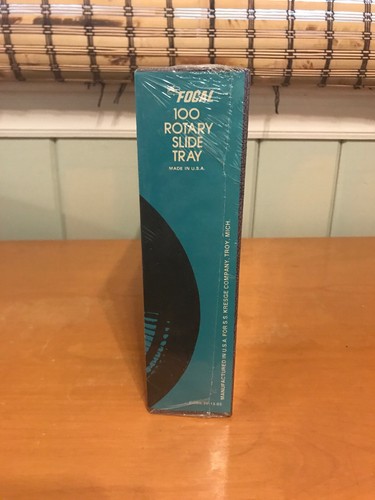 FOCAL
100
ROTARY
SLIDE
TRAY
MADE IN U.S.A.
MANUFACTURED IN U.S.A. FOR S.S. KRESGE COMPANY, TROY, MICH.